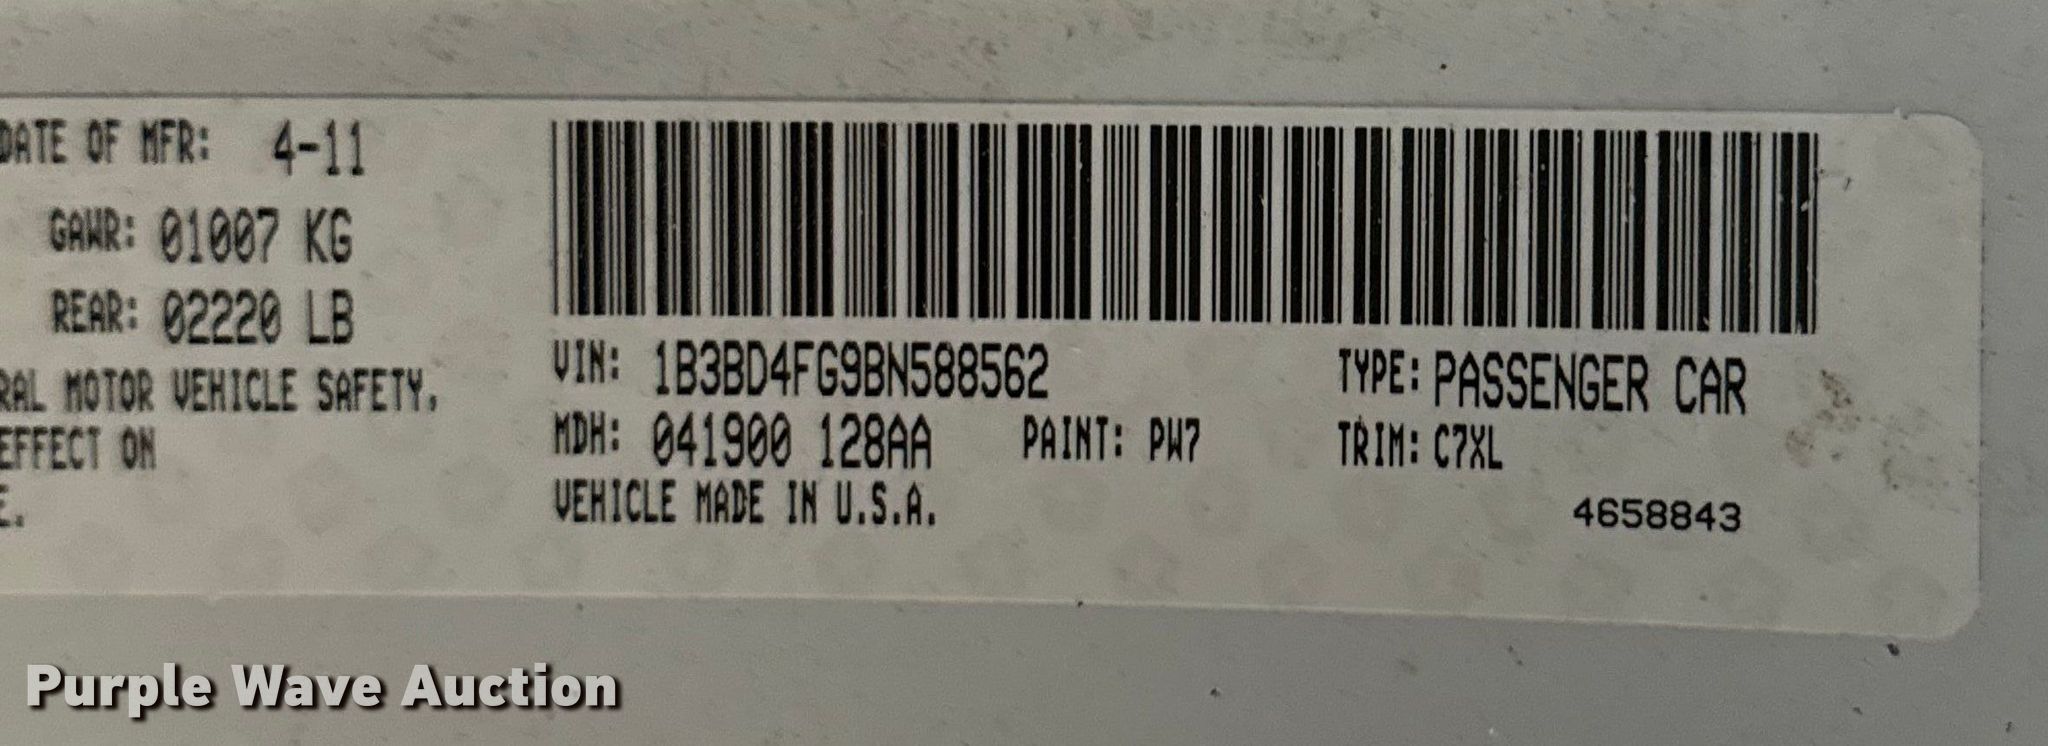 DATE OF MFR: 4-11
GAWR: 01007 KG
REAR: 02220 LB
MOTOR VEHICLE SAFETY,
EFFECT ON
VIN: 1B3BD4FG9BN588562
TYPE: PASSENGER CAR
MDH: 041900 128AA PAINT: PW7 TRIM: C7XL
VEHICLE MADE IN U.S.A.
4658843
Purple Wave Auction